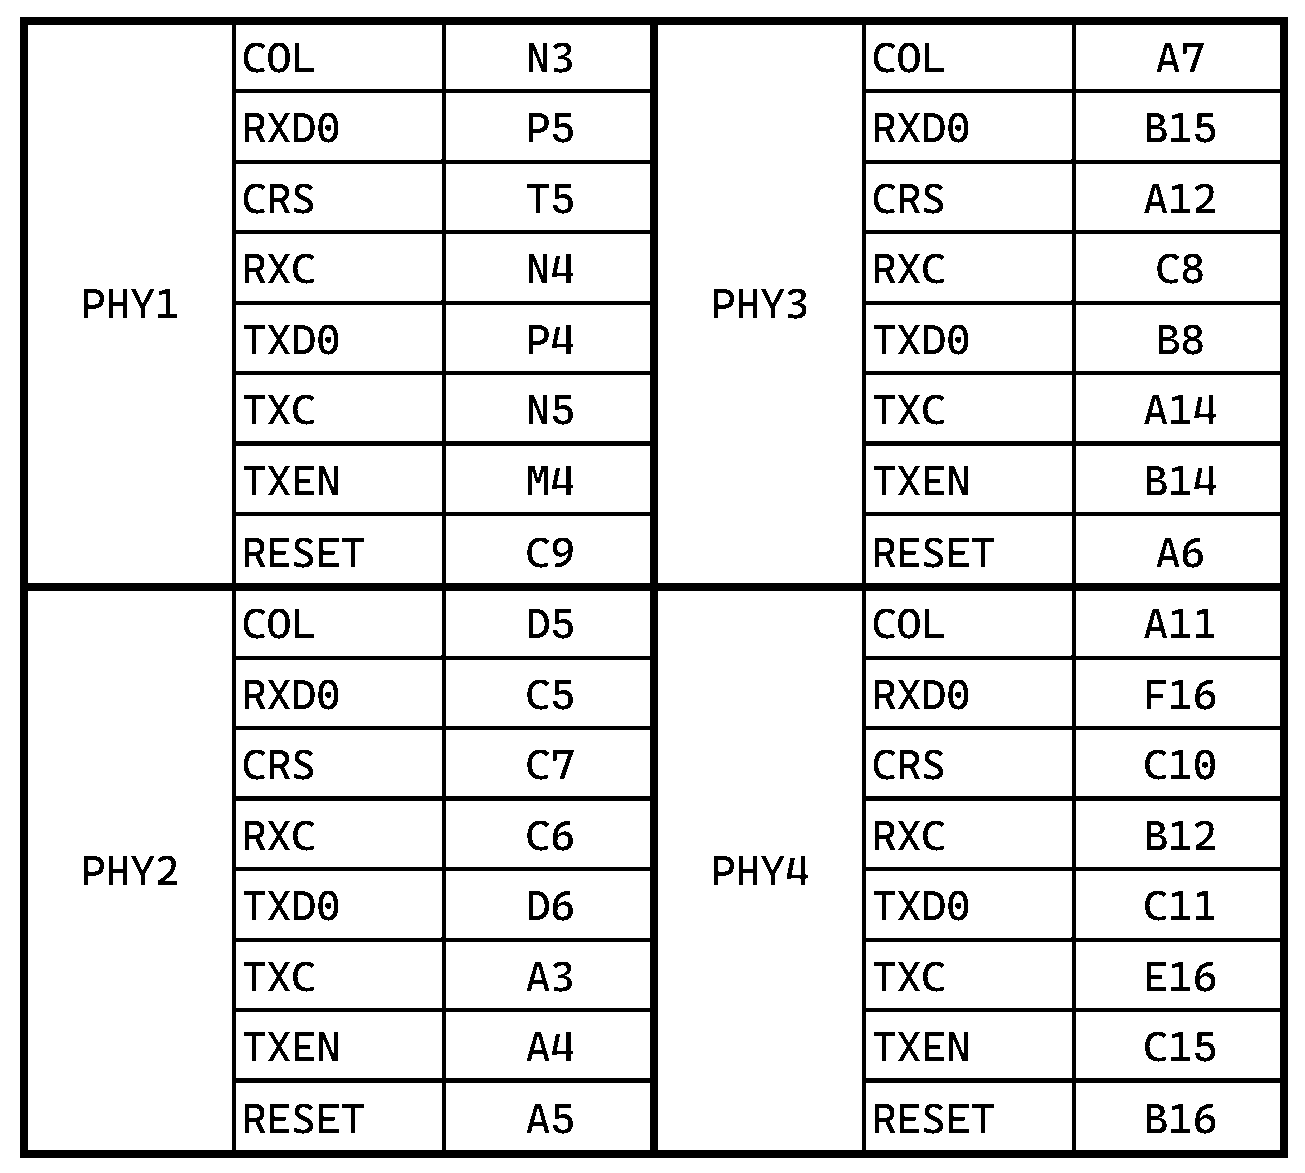 PHY1
COL N3
RXD0 P5
CRS T5
RXC N4
TXD0 P4
TXC N5
TXEN M4
RESET C9
PHY3
COL A7
RXD0 B15
CRS A12
RXC C8
TXD0 B8
TXC A14
TXEN B14
RESET A6
PHY2
COL D5
RXD0 C5
CRS C7
RXC C6
TXD0 D6
TXC A3
TXEN A4
RESET A5
PHY4
COL A11
RXD0 F16
CRS C10
RXC B12
TXD0 C11
TXC E16
TXEN C15
RESET B16